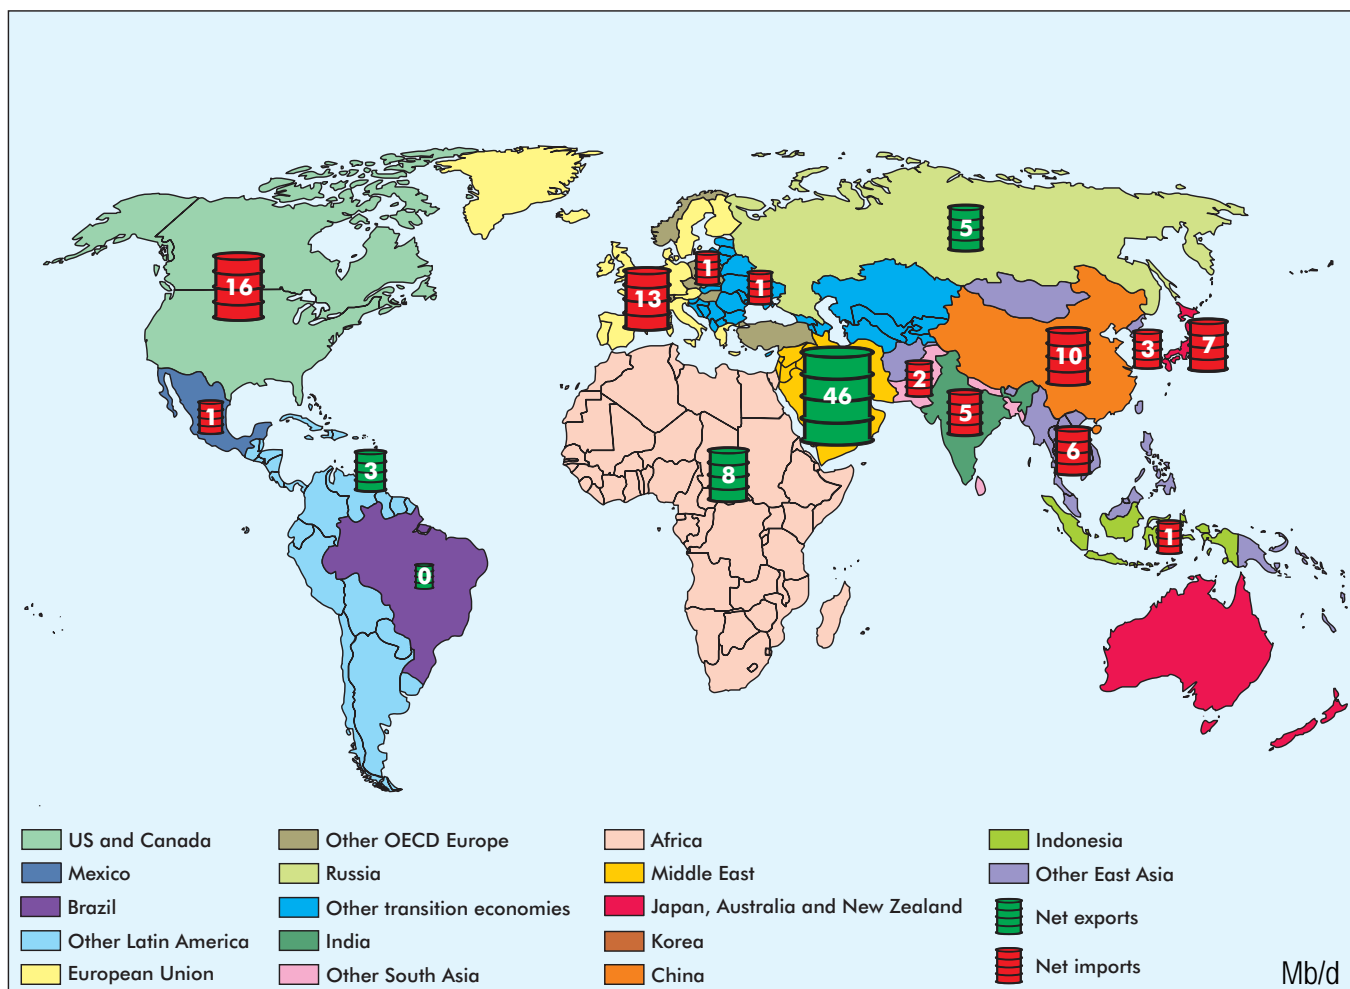 5
1
16
13
1
7
3
10
2
46
5
1
6
3
8
1
0
US and Canada
Mexico
Brazil
Other Latin America
European Union
Other OECD Europe
Russia
Other transition economies
India
Other South Asia
Africa
Middle East
Japan, Australia and New Zealand
Korea
China
Indonesia
Other East Asia
Net exports
Net imports
Mb/d